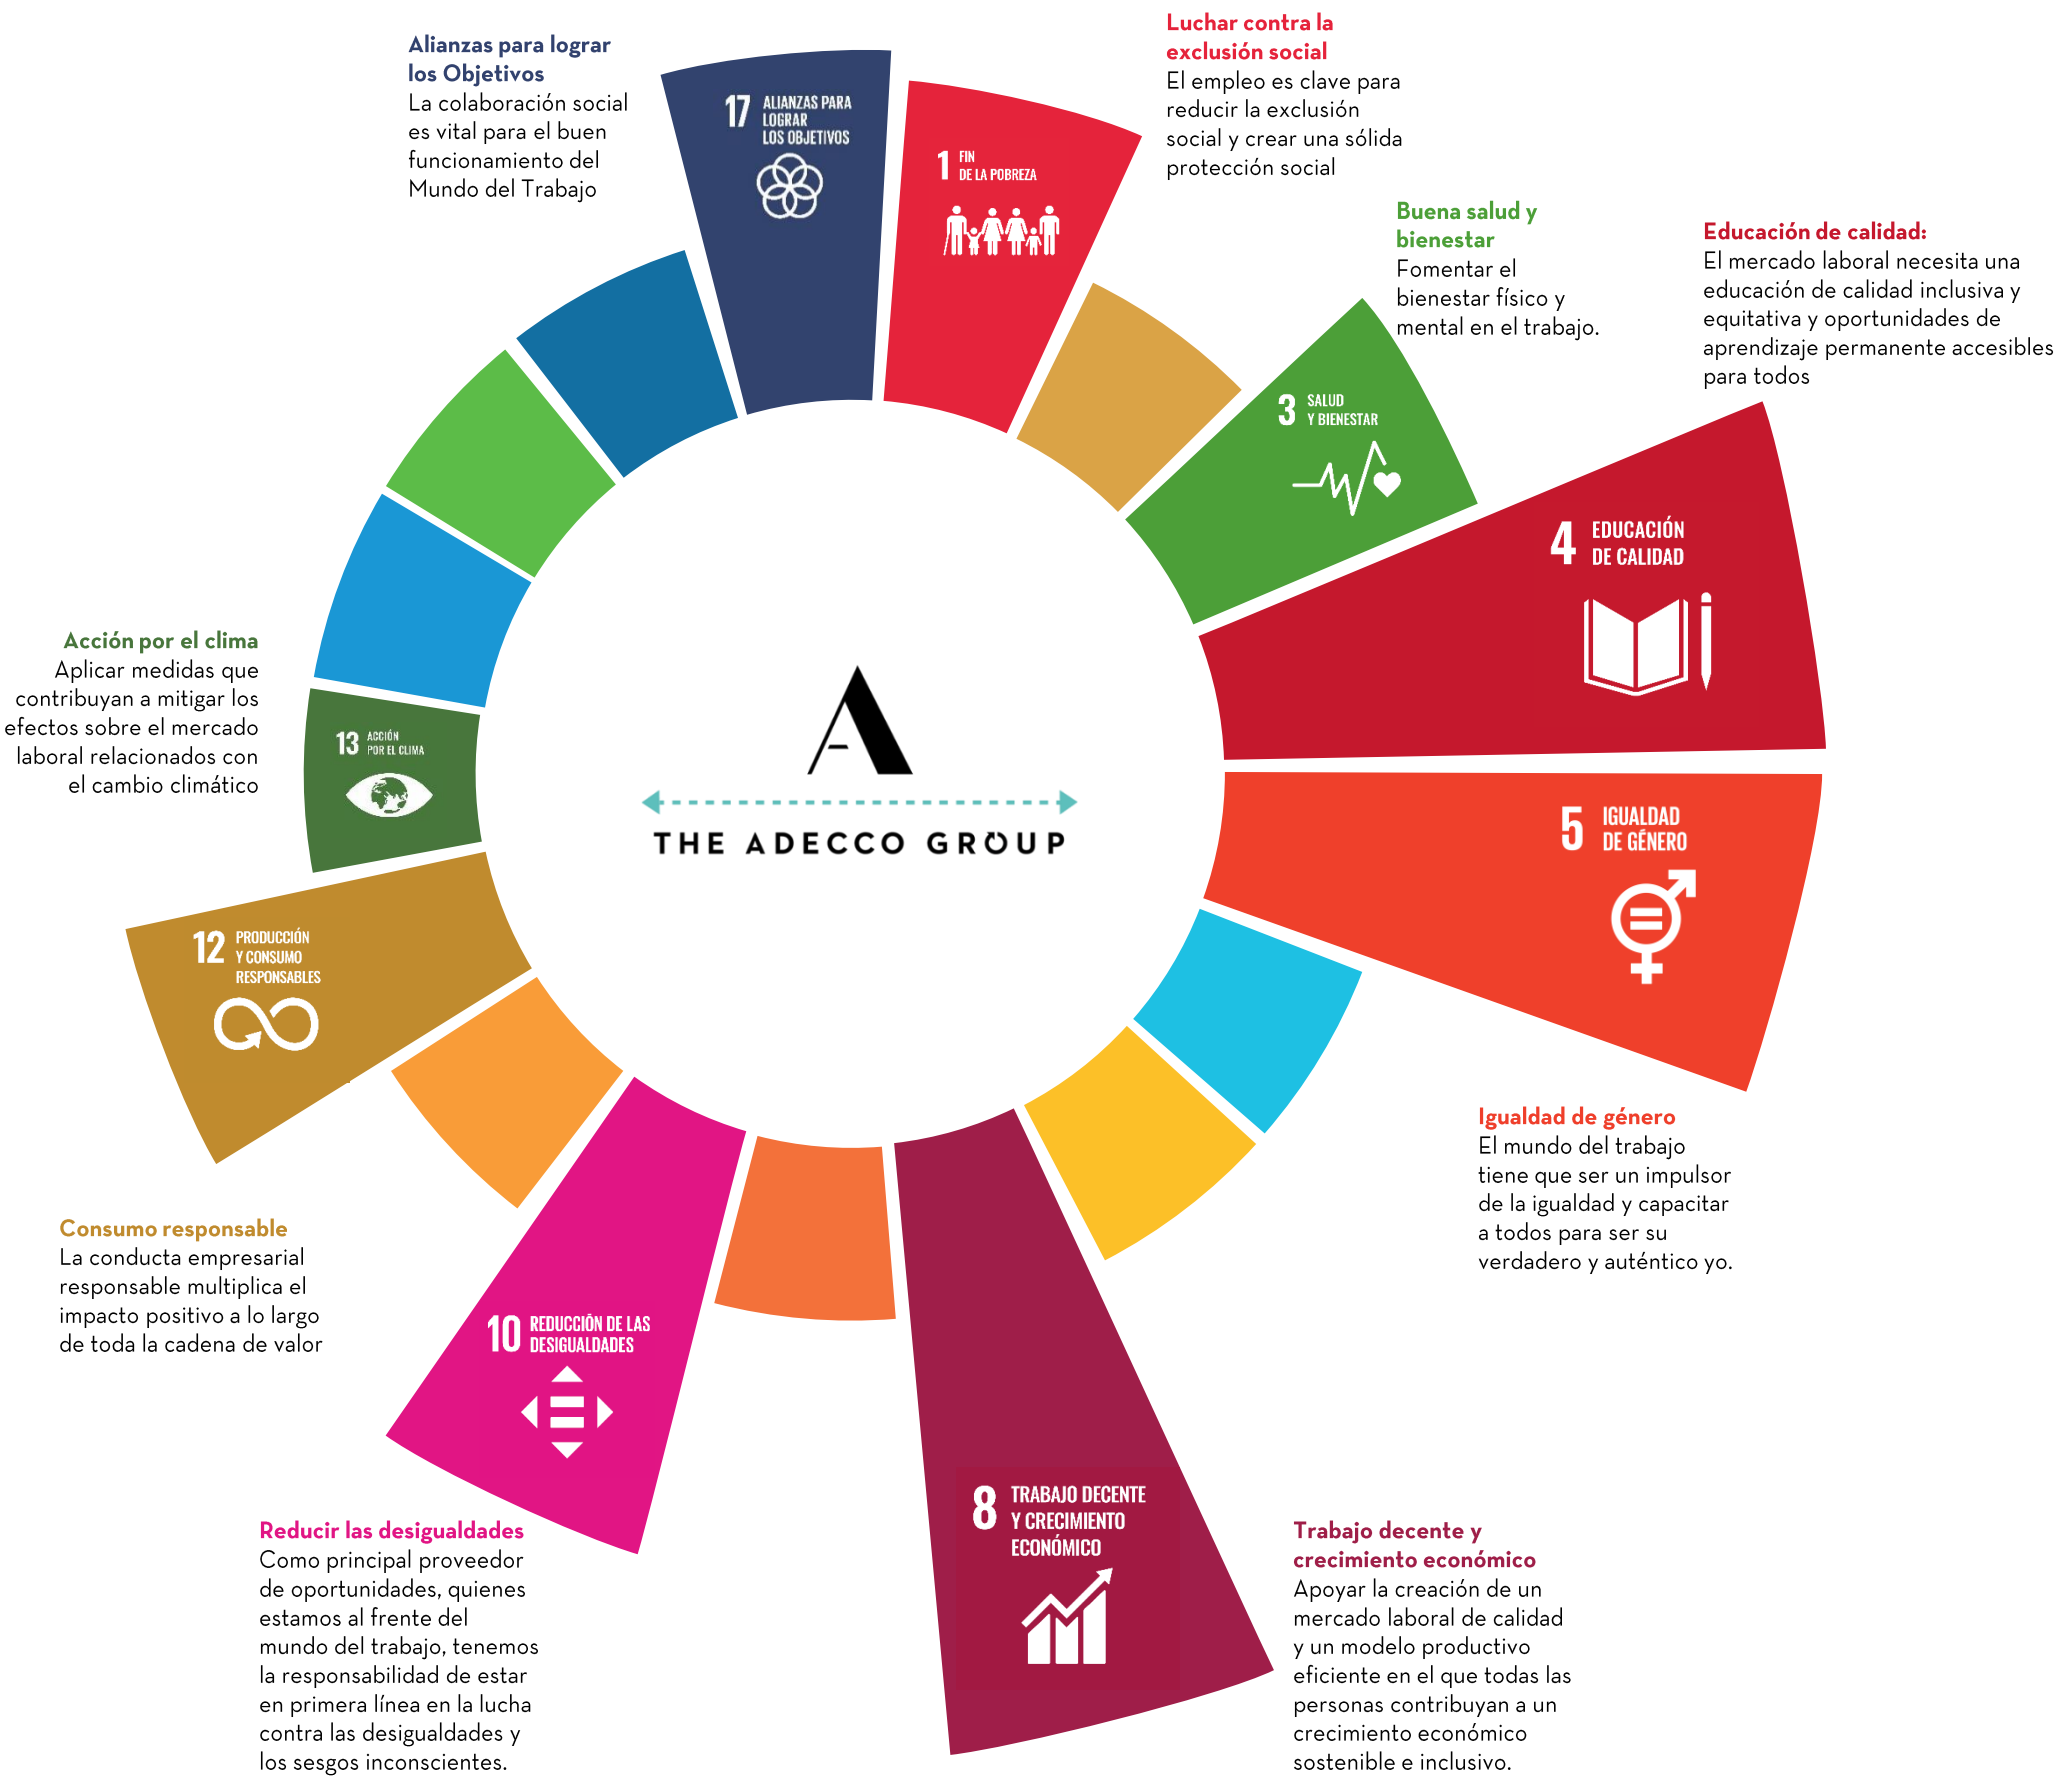 Alianzas para lograr
los Objetivos
La colaboración social
es vital para el buen
funcionamiento del
Mundo del Trabajo
17
ALIANZAS PARA
LOGRAR
LOS OBJETIVOS
Luchar contra la
exclusión social
El empleo es clave para
reducir la exclusión
social y crear una sólida
protección social
1
FIN
DE LA POBREZA
Buena salud y
bienestar
Fomentar el
bienestar físico y
mental en el trabajo.
3
SALUD
Y BIENESTAR
Educación de calidad:
El mercado laboral necesita una
educación de calidad inclusiva y
equitativa y oportunidades de
aprendizaje permanente accesibles
para todos
4
EDUCACIÓN
DE CALIDAD
5
IGUALDAD
DE GÉNERO
Igualdad de género
El mundo del trabajo
tiene que ser un impulsor
de la igualdad y capacitar
a todos para ser su
verdadero y auténtico yo.
8
TRABAJO DECENTE
Y CRECIMIENTO
ECONÓMICO
Trabajo decente y
crecimiento económico
Apoyar la creación de un
mercado laboral de calidad
y un modelo productivo
eficiente en el que todas las
personas contribuyan a un
crecimiento económico
sostenible e inclusivo.
10
REDUCCIÓN DE LAS
DESIGUALDADES
Reducir las desigualdades
Como principal proveedor
de oportunidades, quienes
estamos al frente del
mundo del trabajo, tenemos
la responsabilidad de estar
en primera línea en la lucha
contra las desigualdades y
los sesgos inconscientes.
12
PRODUCCIÓN
Y CONSUMO
RESPONSABLES
Consumo responsable
La conducta empresarial
responsable multiplica el
impacto positivo a lo largo
de toda la cadena de valor
13
ACCIÓN
POR EL CLIMA
Acción por el clima
Aplicar medidas que
contribuyan a mitigar los
efectos sobre el mercado
laboral relacionados con
el cambio climático
A
THE ADECCO GROUP